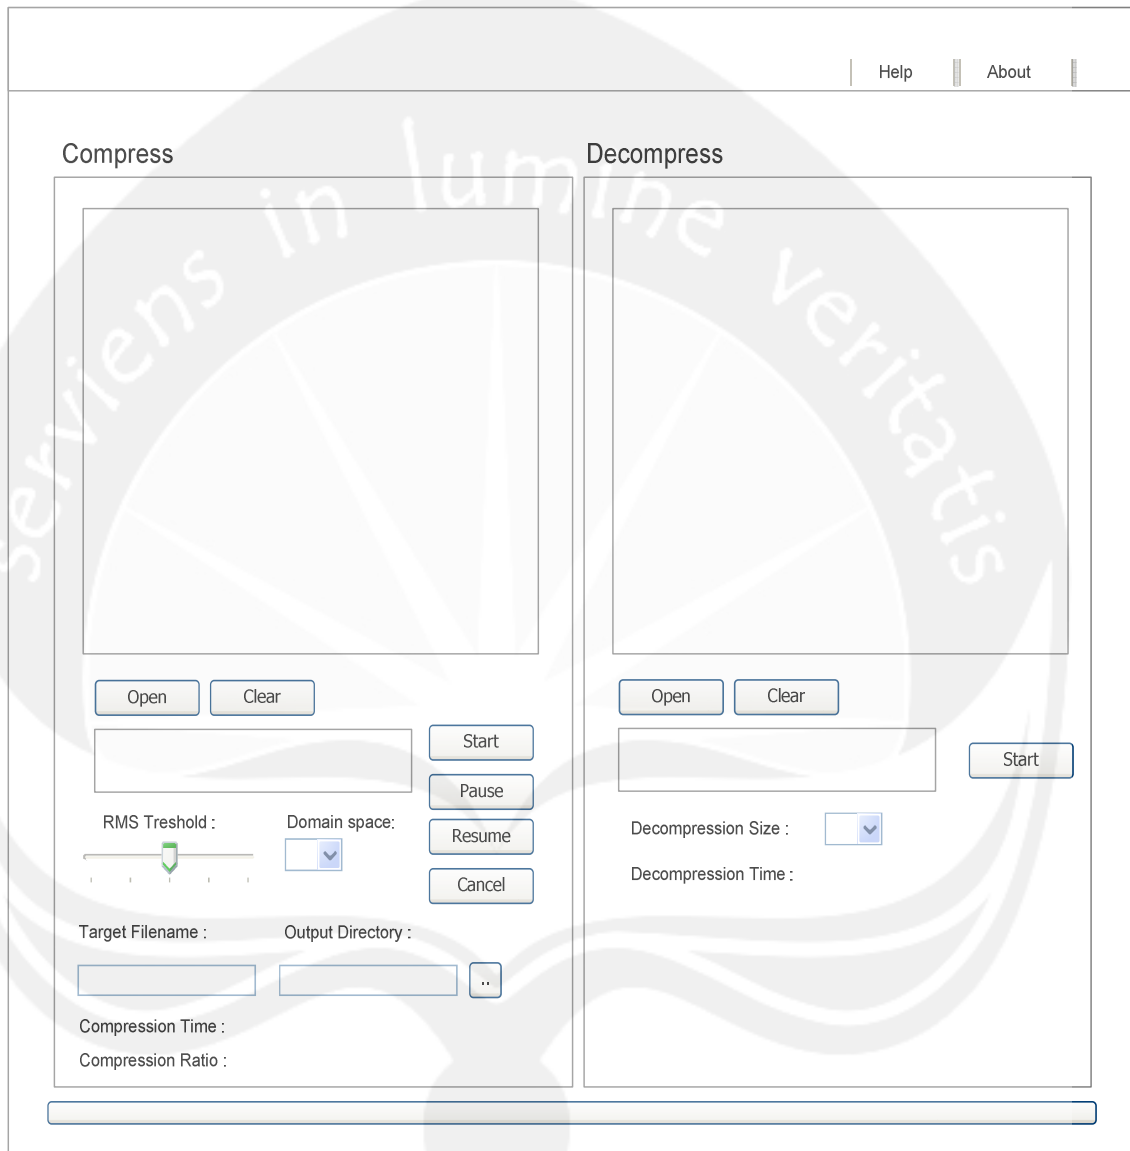 Help About
Compress Decompress
serviens in lumine veritatis
Open Clear
Start
Pause
Resume
Cancel
RMS Treshold : Domain space:
Target Filename : Output Directory :
..
Compression Time :
Compression Ratio :
Open Clear
Start
Decompression Size :
Decompression Time :